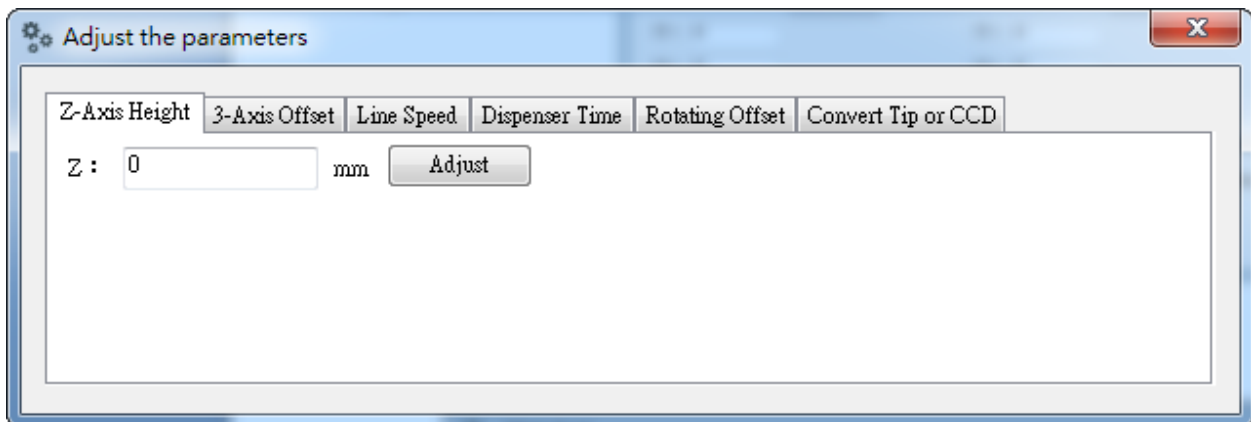 Adjust the parameters
Z-Axis Height 3-Axis Offset Line Speed Dispenser Time Rotating Offset Convert Tip or CCD
Z : 0 mm Adjust